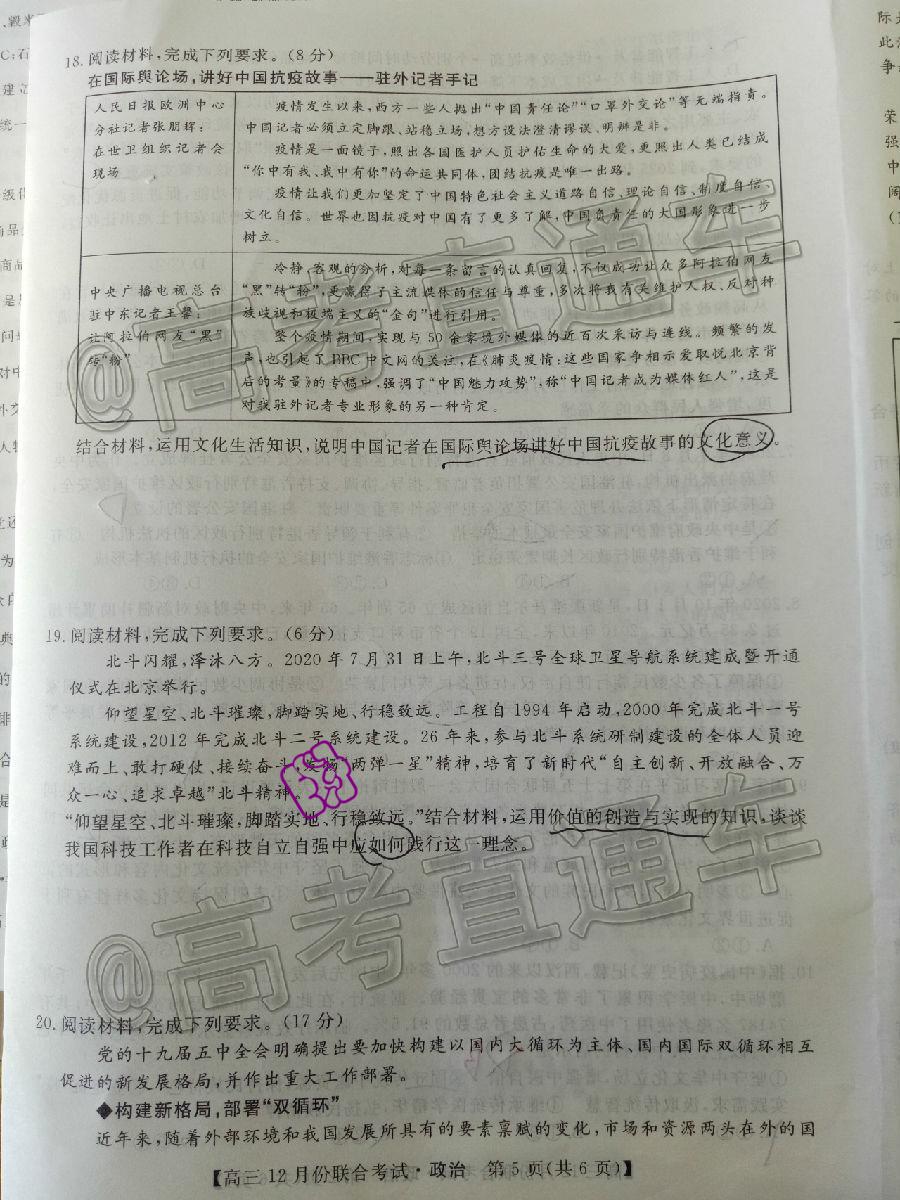 18. 阅读材料,完成下列要求。(8分)
在国际舆论场,讲好中国抗疫故事——驻外记者手记
人民日报欧洲中心
分社记者张朋辉:
在世卫组织记者会
现场
疫情发生以来,西方一些人抛出“中国责任论”“口罩外交论”等无端指责。
中国记者必须立定脚跟、站稳立场,想方设法澄清谬误、明辨是非。
疫情是一面镜子,照出各国医护人员护佑生命的大爱,更照出人类已结成
“你中有我、我中有你”的命运共同体,团结抗疫是唯一出路。
疫情让我们更加坚定了中国特色社会主义道路自信、理论自信、制度自信、
文化自信。世界也因抗疫对中国有了更多了解,中国负责任的大国形象进一步
树立。
中央广播电视总台
驻中东记者王馨:
让阿拉伯网友“黑”
转“粉”
冷静、客观的分析,对每一条留言的认真回复,不仅成功让众多阿拉伯网友
“黑”转“粉”,更赢得了主流媒体的信任与尊重,多次将我有关维护人权、反对种
族歧视和极端主义的“金句”进行引用。
整个疫情期间,实现与50余家境外媒体的近百次采访与连线。频繁的发
声,也引起了BBC中文网的关注,在《肺炎疫情:这些国家争相示爱取悦北京背
后的考量》的专稿中,强调了“中国魅力攻势”,称“中国记者成为媒体红人”,这是
对我驻外记者专业形象的另一种肯定。
结合材料,运用文化生活知识,说明中国记者在国际舆论场讲好中国抗疫故事的文化意义。
19. 阅读材料,完成下列要求。(6分)
北斗闪耀,泽沐八方。2020年7月31日上午,北斗三号全球卫星导航系统建成暨开通
仪式在北京举行。
仰望星空、北斗璀璨,脚踏实地、行稳致远。工程自1994年启动,2000年完成北斗一号
系统建设,2012年完成北斗二号系统建设。26年来,参与北斗系统研制建设的全体人员迎
难而上、敢打硬仗、接续奋斗,发扬“两弹一星”精神,培育了新时代“自主创新、开放融合、万
众一心、追求卓越”北斗精神。
“仰望星空、北斗璀璨,脚踏实地、行稳致远。”结合材料,运用价值的创造与实现的知识,谈谈
我国科技工作者在科技自立自强中应如何践行这一理念。
@高考直通车
@高考直通车
20. 阅读材料,完成下列要求。(17分)
党的十九届五中全会明确提出要加快构建以国内大循环为主体、国内国际双循环相互
促进的新发展格局,并作出重大工作部署。
◆构建新格局,部署“双循环”
近年来,随着外部环境和我国发展所具有的要素禀赋的变化,市场和资源两头在外的国
【高三12月份联合考试·政治 第5页(共6页)】